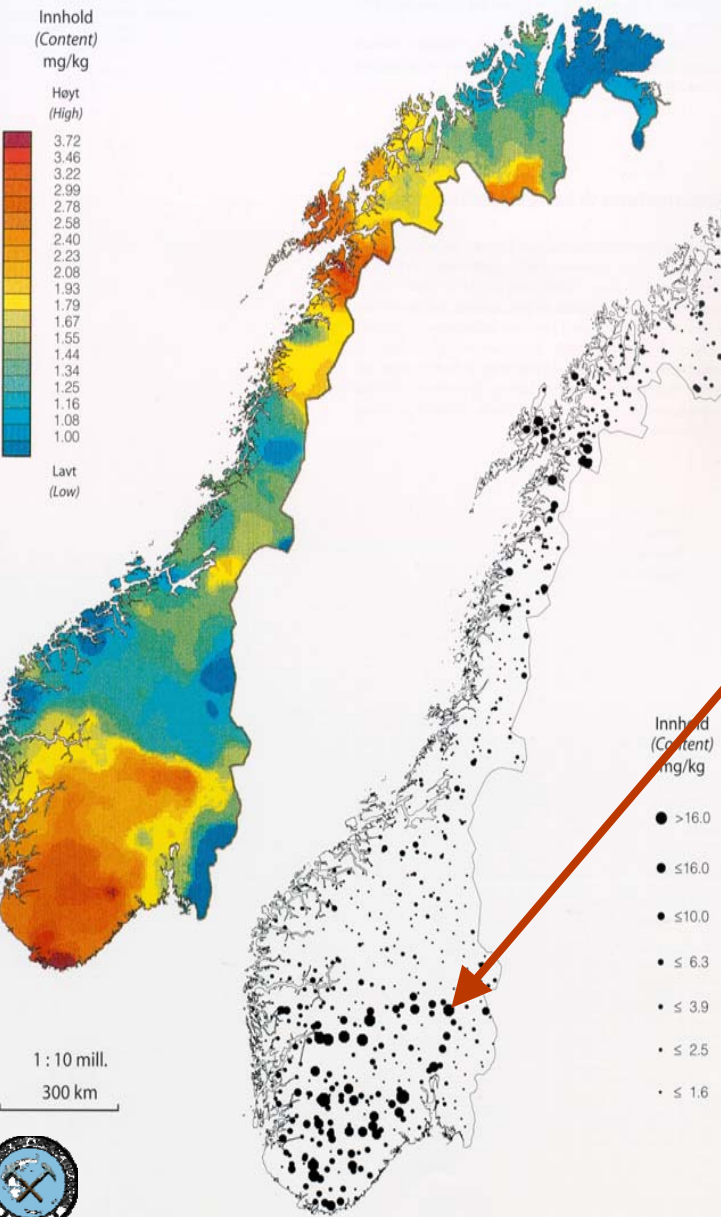 Innhold
(Content)
mg/kg
Høyt
(High)
3.72
3.46
3.22
2.99
2.78
2.58
2.40
2.23
2.08
1.93
1.79
1.67
1.55
1.44
1.34
1.25
1.16
1.08
1.00
Lavt
(Low)
1 : 10 mill.
300 km
Innhold
(Content)
mg/kg
>16.0
≤16.0
≤10.0
≤ 6.3
≤ 3.9
≤ 2.5
≤ 1.6